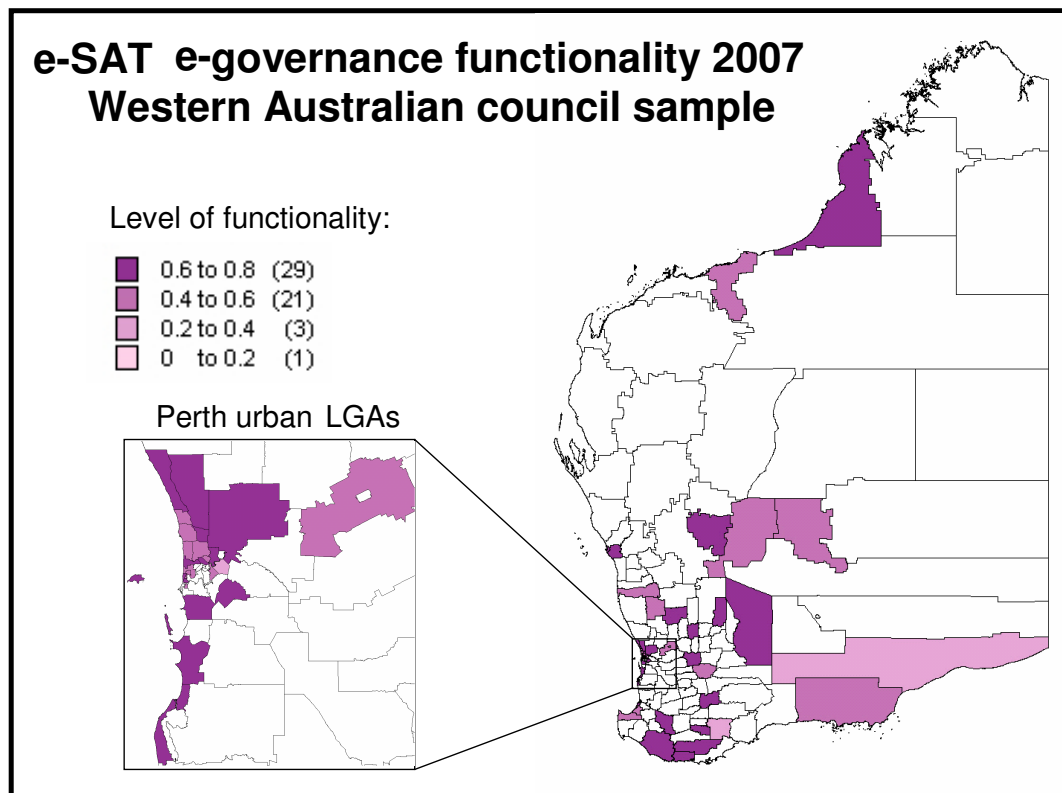 e-SAT e-governance functionality 2007
Western Australian council sample
Level of functionality:
0.6 to 0.8 (29)
0.4 to 0.6 (21)
0.2 to 0.4 (3)
0 to 0.2 (1)
Perth urban LGAs